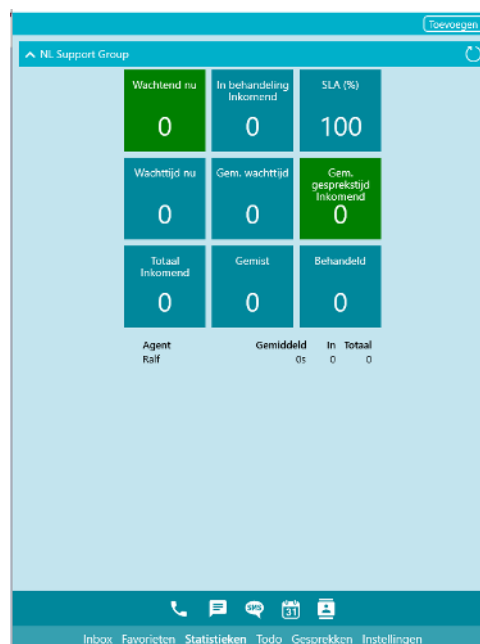 Toevoegen
NL Support Group
Wachtend nu
0
In behandeling
Inkomend
0
SLA (%)
100
Wachttijd nu
0
Gem. wachttijd
0
Gem.
gesprekstijd
Inkomend
0
Totaal
Inkomend
0
Gemist
0
Behandeld
0
Agent Gemiddeld In Totaal
Ralf 0s 0 0
SMS
31
Inbox Favorieten Statistieken Todo Gesprekken Instellingen